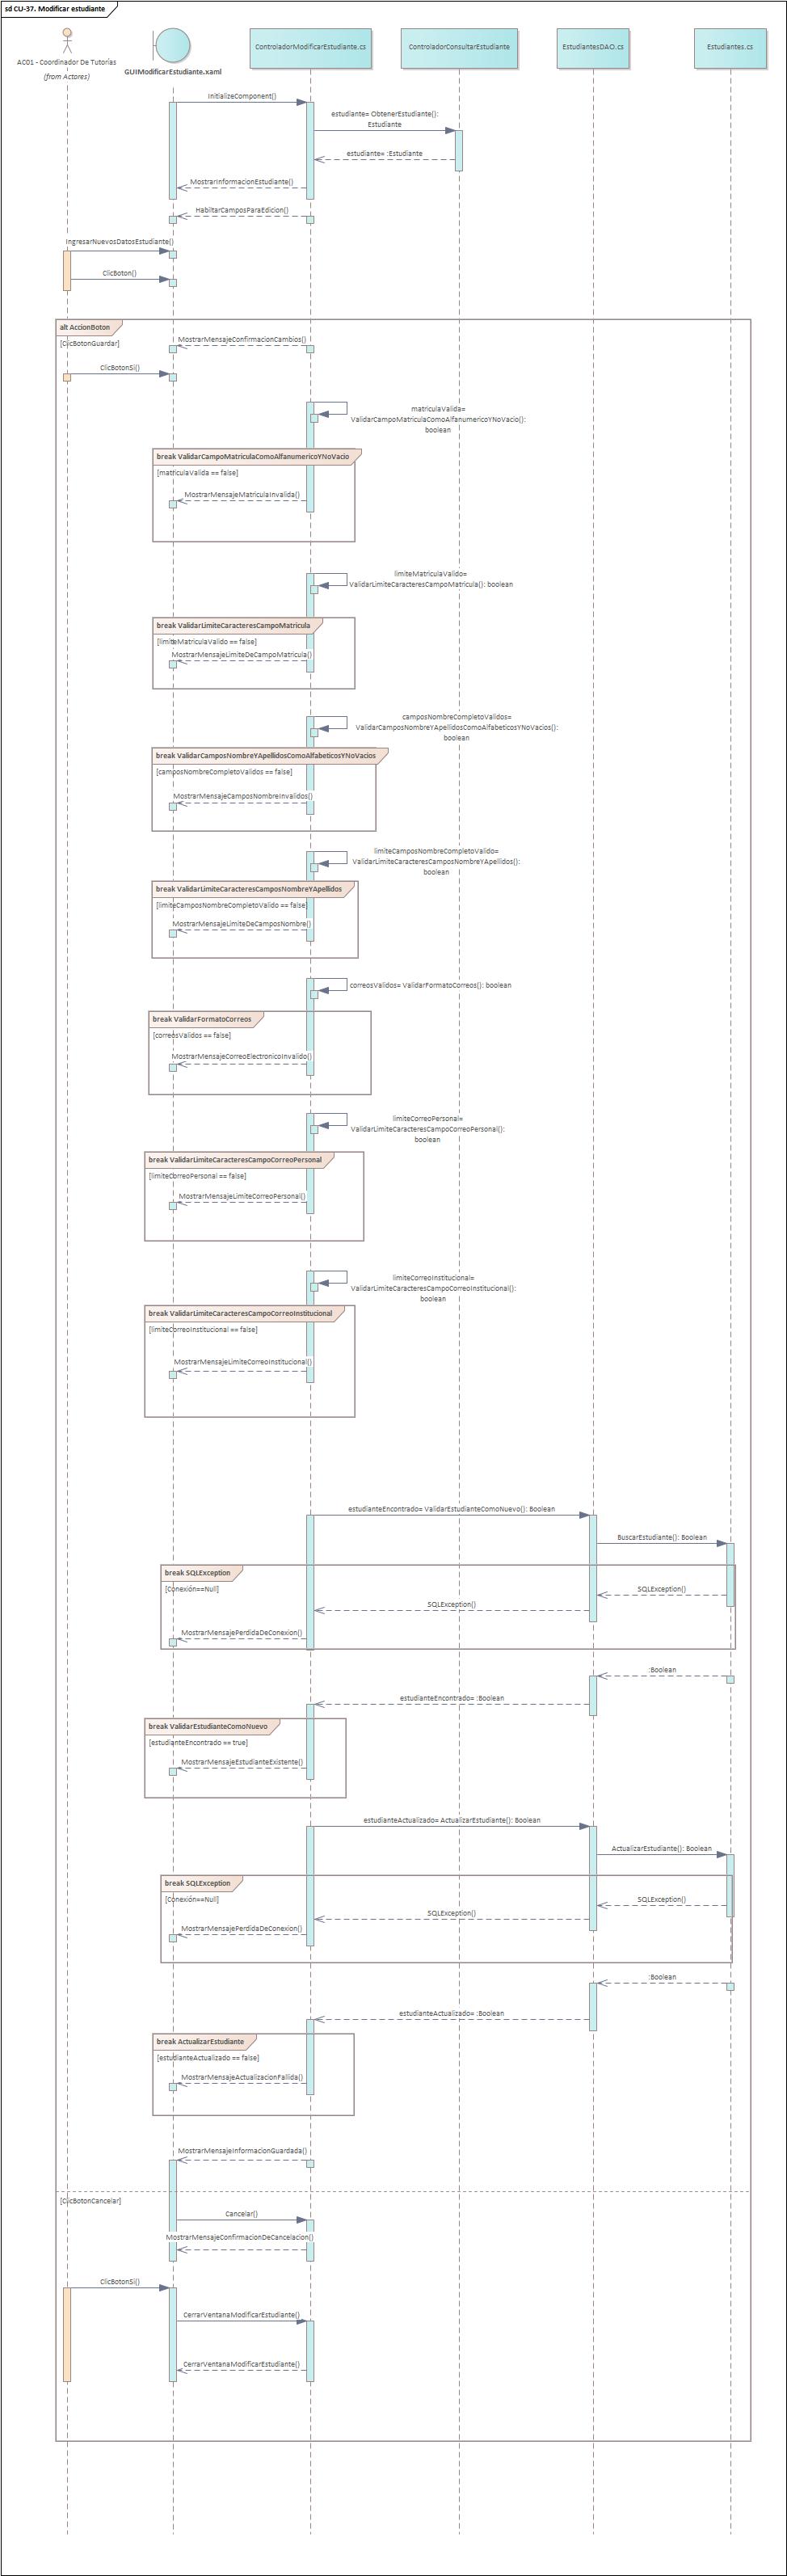 sd CU-37. Modificar estudiante
AC01 - Coordinador De Tutorías
(from Actores)
GUIModificarEstudiante.xaml
ControladorModificarEstudiante.cs
ControladorConsultarEstudiante
EstudiantesDAO.cs
Estudiantes.cs
InitializeComponent()
estudiante= ObtenerEstudiante():
Estudiante
estudiante= :Estudiante
MostrarInformacionEstudiante()
HabilitarCamposParaEdicion()
IngresarNuevosDatosEstudiante()
ClicBoton()
alt AccionBoton
[ClicBotonGuardar]
MostrarMensajeConfirmacionCambios()
ClicBotonSi()
matriculaValida=
ValidarCampoMatriculaComoAlfanumericoYNoVacio():
boolean
break ValidarCampoMatriculaComoAlfanumericoYNoVacio
[matriculaValida == false]
MostrarMensajeMatriculaInvalida()
limiteMatriculaValido=
ValidarLimiteCaracteresCampoMatricula(): boolean
break ValidarLimiteCaracteresCampoMatricula
[limiteMatriculaValido == false]
MostrarMensajeLimiteDeCampoMatricula()
camposNombreCompletoValidos=
ValidarCamposNombreYApellidosComoAlfabeticosYNoVacios():
boolean
break ValidarCamposNombreYApellidosComoAlfabeticosYNoVacios
[camposNombreCompletoValidos == false]
MostrarMensajeCamposNombreInvalidos()
limiteCamposNombreCompletoValido=
ValidarLimiteCaracteresCamposNombreYApellidos():
boolean
break ValidarLimiteCaracteresCamposNombreYApellidos
[limiteCamposNombreCompletoValido == false]
MostrarMensajeLimiteDeCamposNombre()
correosValidos= ValidarFormatoCorreos(): boolean
break ValidarFormatoCorreos
[correosValidos == false]
MostrarMensajeCorreoElectronicoInvalido()
limiteCorreoPersonal=
ValidarLimiteCaracteresCampoCorreoPersonal():
boolean
break ValidarLimiteCaracteresCampoCorreoPersonal
[limiteCorreoPersonal == false]
MostrarMensajeLimiteCorreoPersonal()
limiteCorreoInstitucional=
ValidarLimiteCaracteresCampoCorreoInstitucional():
boolean
break ValidarLimiteCaracteresCampoCorreoInstitucional
[limiteCorreoInstitucional == false]
MostrarMensajeLimiteCorreoInstitucional()
estudianteEncontrado= ValidarEstudianteComoNuevo(): Boolean
BuscarEstudiante(): Boolean
break SQLException
[Conexión==Null]
SQLException()
SQLException()
MostrarMensajePerdidaDeConexion()
:Boolean
estudianteEncontrado= :Boolean
break ValidarEstudianteComoNuevo
[estudianteEncontrado == true]
MostrarMensajeEstudianteExistente()
estudianteActualizado= ActualizarEstudiante(): Boolean
ActualizarEstudiante(): Boolean
break SQLException
[Conexión==Null]
SQLException()
SQLException()
MostrarMensajePerdidaDeConexion()
:Boolean
estudianteActualizado= :Boolean
break ActualizarEstudiante
[estudianteActualizado == false]
MostrarMensajeActualizacionFallida()
MostrarMensajeInformacionGuardada()
[ClicBotonCancelar]
Cancelar()
MostrarMensajeConfirmacionDeCancelacion()
ClicBotonSi()
CerrarVentanaModificarEstudiante()
CerrarVentanaModificarEstudiante()